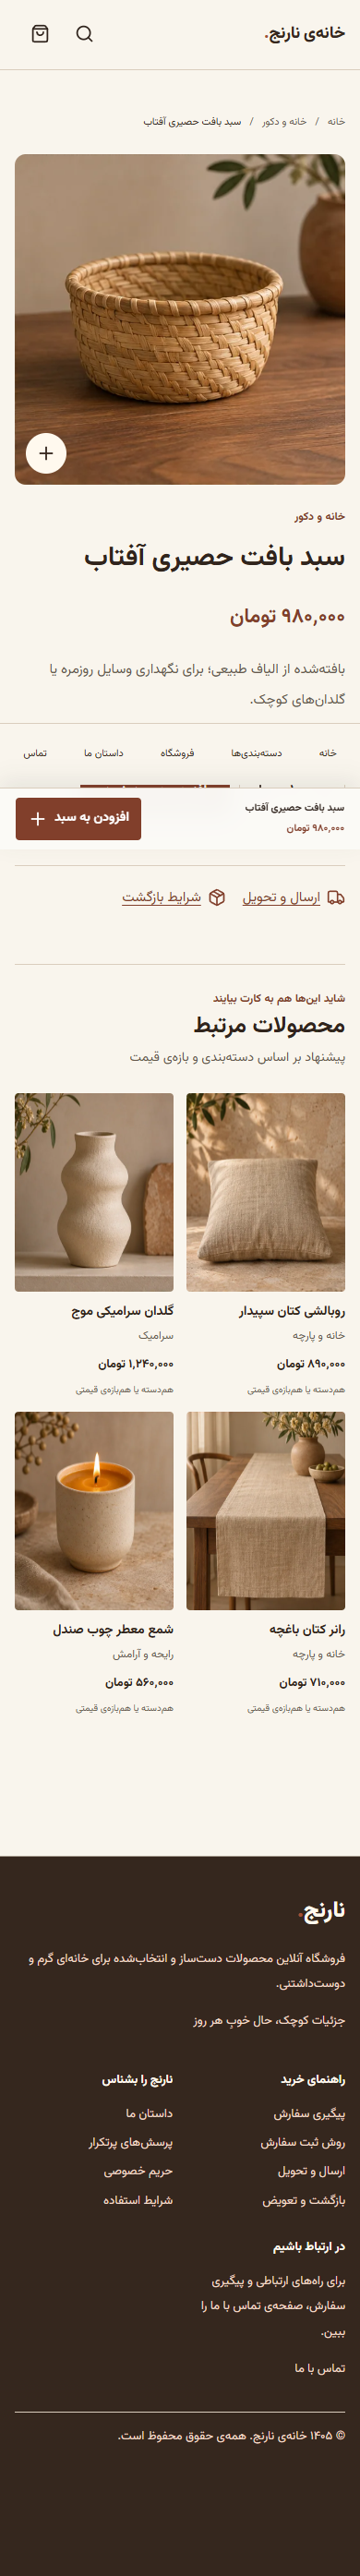 خانه‌ی نارنج.
خانه / خانه و دکور / سبد بافت حصیری آفتاب
خانه و دکور
سبد بافت حصیری آفتاب
۹۸۰,۰۰۰ تومان
بافته‌شده از الیاف طبیعی؛ برای نگهداری وسایل روزمره یا
گلدان‌های کوچک.
خانه دسته‌بندی‌ها فروشگاه داستان ما تماس
سبد بافت حصیری آفتاب
۹۸۰,۰۰۰ تومان
افزودن به سبد
ارسال و تحویل شرایط بازگشت
شاید این‌ها هم به کارت بیایند
محصولات مرتبط
پیشنهاد بر اساس دسته‌بندی و بازه‌ی قیمت
روبالشی کتان سپیدار
خانه و پارچه
۸۹۰,۰۰۰ تومان
هم‌دسته یا هم‌بازه‌ی قیمتی
گلدان سرامیکی موج
سرامیک
۱,۲۴۰,۰۰۰ تومان
هم‌دسته یا هم‌بازه‌ی قیمتی
رانر کتان باغچه
خانه و پارچه
۷۱۰,۰۰۰ تومان
هم‌دسته یا هم‌بازه‌ی قیمتی
شمع معطر چوب صندل
رایحه و آرامش
۵۶۰,۰۰۰ تومان
هم‌دسته یا هم‌بازه‌ی قیمتی
نارنج.
فروشگاه آنلاین محصولات دست‌ساز و انتخاب‌شده برای خانه‌ای گرم و
دوست‌داشتنی.
جزئیات کوچک، حال خوبِ هر روز
راهنمای خرید
پیگیری سفارش
روش ثبت سفارش
ارسال و تحویل
بازگشت و تعویض
نارنج را بشناس
داستان ما
پرسش‌های پرتکرار
حریم خصوصی
شرایط استفاده
در ارتباط باشیم
برای راه‌های ارتباطی و پیگیری
سفارش، صفحه‌ی تماس با ما را
ببین.
تماس با ما
© ۱۴۰۵ خانه‌ی نارنج. همه‌ی حقوق محفوظ است.